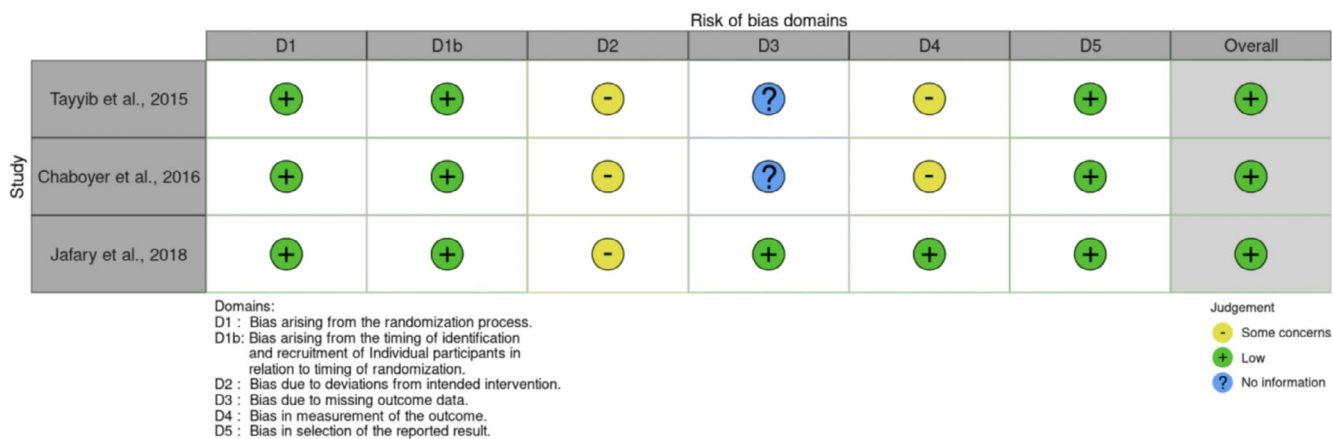 Risk of bias domains
D1 D1b D2 D3 D4 D5 Overall
Study
Tayyib et al., 2015 + + - ? - + +
Chaboyer et al., 2016 + + - ? - + +
Jafary et al., 2018 + + - + + + +
Domains:
D1 : Bias arising from the randomization process.
D1b: Bias arising from the timing of identification
and recruitment of Individual participants in
relation to timing of randomization.
D2 : Bias due to deviations from intended intervention.
D3 : Bias due to missing outcome data.
D4 : Bias in measurement of the outcome.
D5 : Bias in selection of the reported result.
Judgement
- Some concerns
+ Low
? No information